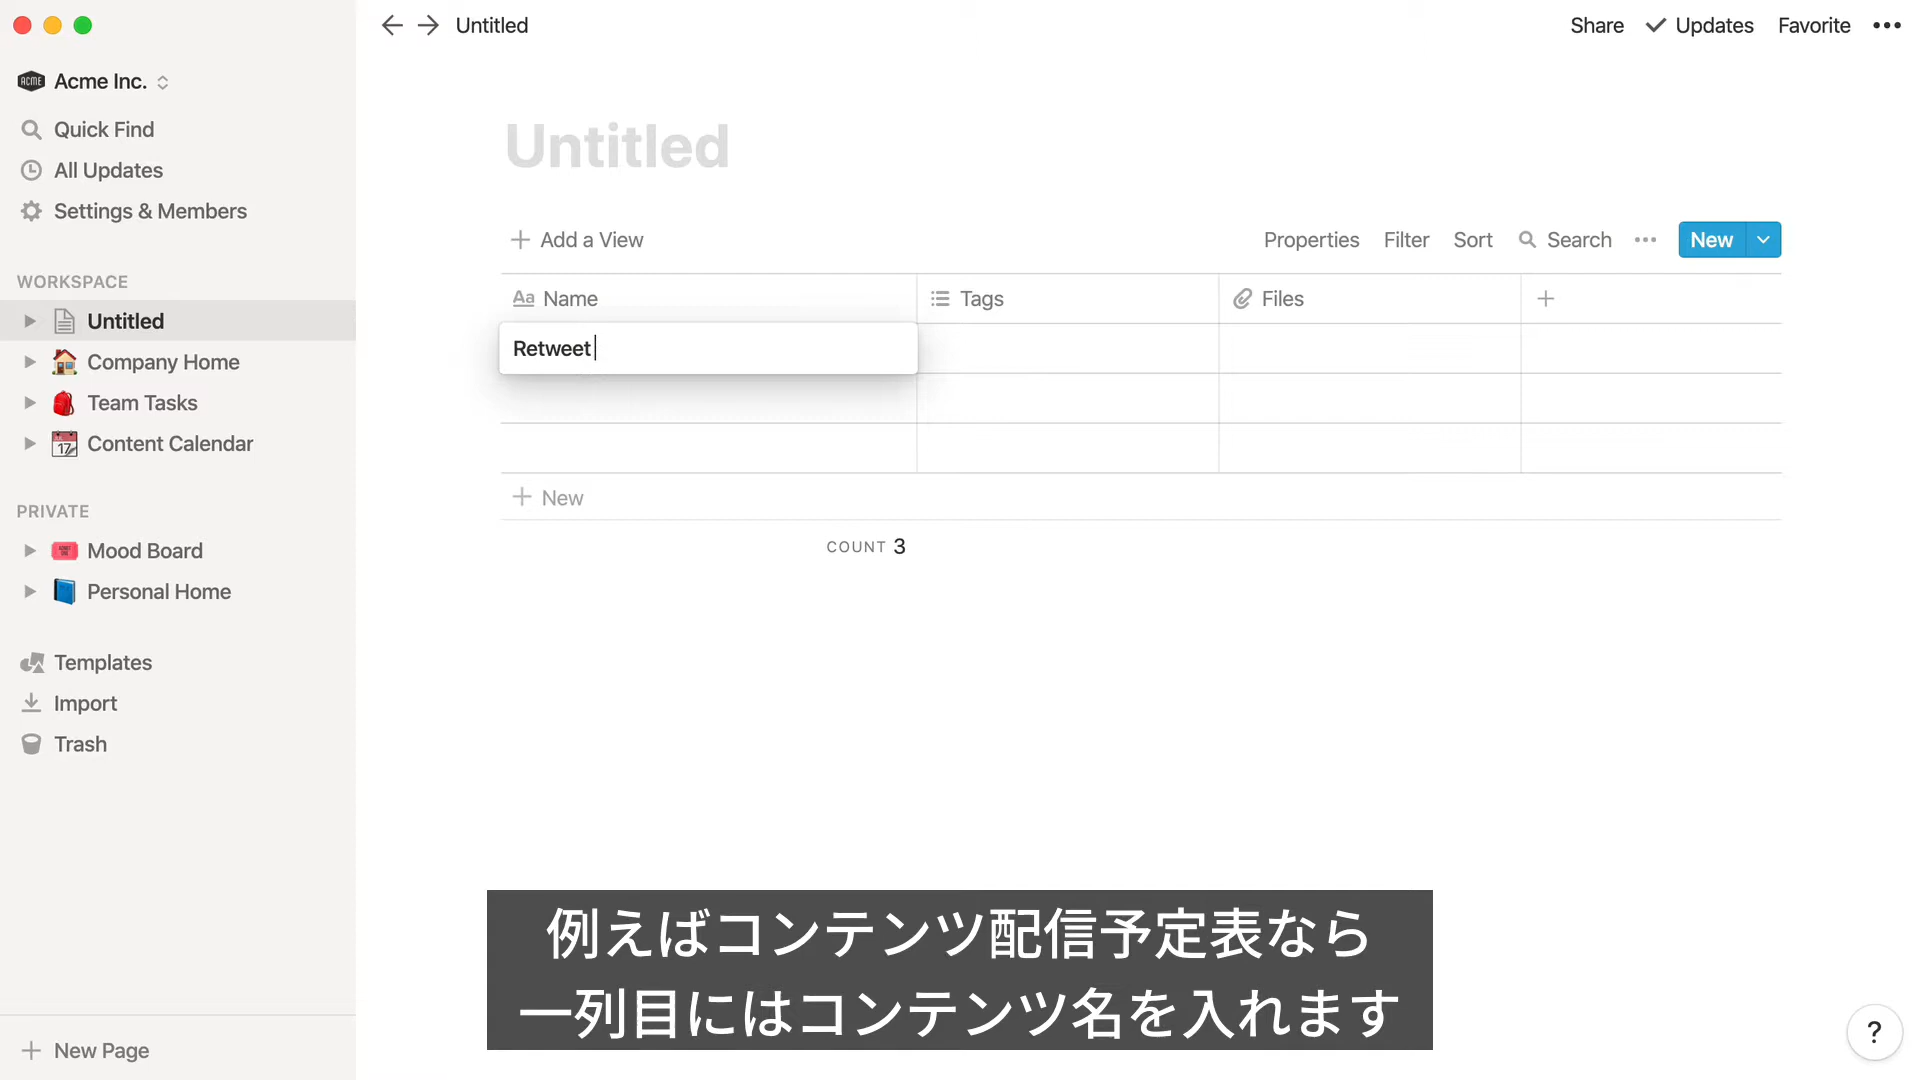 Untitled
Share
Updates
Favorite
ACME
Acme Inc.
Quick Find
All Updates
Settings & Members
WORKSPACE
Untitled
Company Home
Team Tasks
17
Content Calendar
PRIVATE
Mood Board
Personal Home
Templates
Import
Trash
New Page
Untitled
Add a View
Properties
Filter
Sort
Search
New
Aa Name
Tags
Files
Retweet
New
COUNT 3
例えばコンテンツ配信予定表なら
一列目にはコンテンツ名を入れます
?